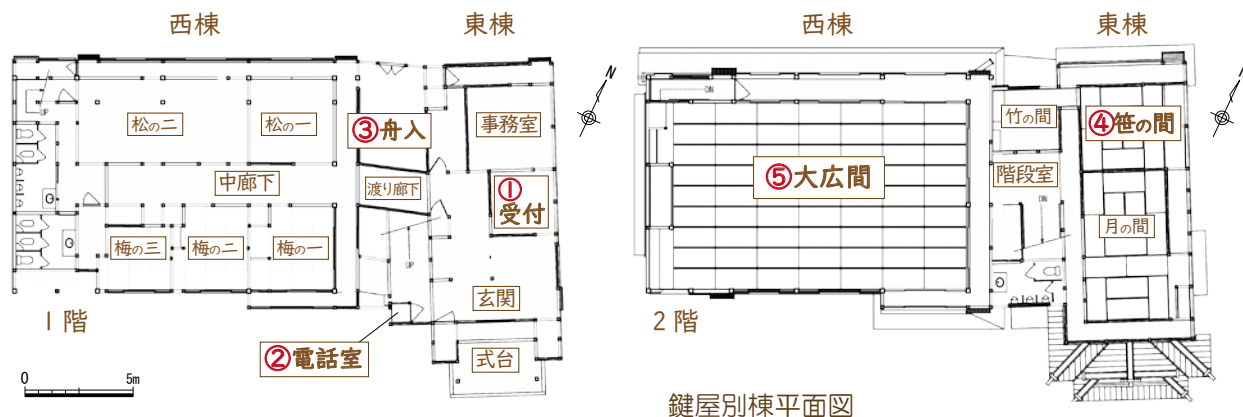 西棟
東棟
N
松の二
松の一
③舟入
事務室
中廊下
渡り廊下
①
受付
梅の三
梅の二
梅の一
UP
UP
玄関
1階
②電話室
式台
0
5m
西棟
東棟
N
DN
竹の間
④笹の間
⑤大広間
階段室
DN
月の間
2階
鍵屋別棟平面図